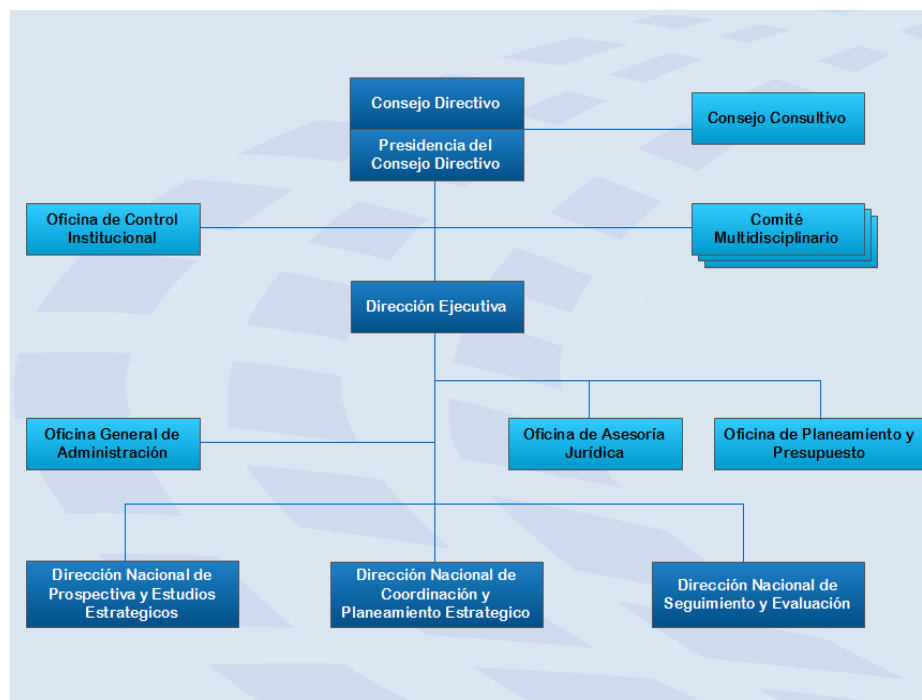 Consejo Directivo
Consejo Consultivo
Presidencia del
Consejo Directivo
Oficina de Control
Institucional
Comité
Multidisciplinario
Dirección Ejecutiva
Oficina General de
Administración
Oficina de Asesoría
Jurídica
Oficina de Planeamiento y
Presupuesto
Dirección Nacional de
Prospectiva y Estudios
Estrategicos
Dirección Nacional de
Coordinación y
Planeamiento Estrategico
Dirección Nacional de
Seguimiento y Evaluación